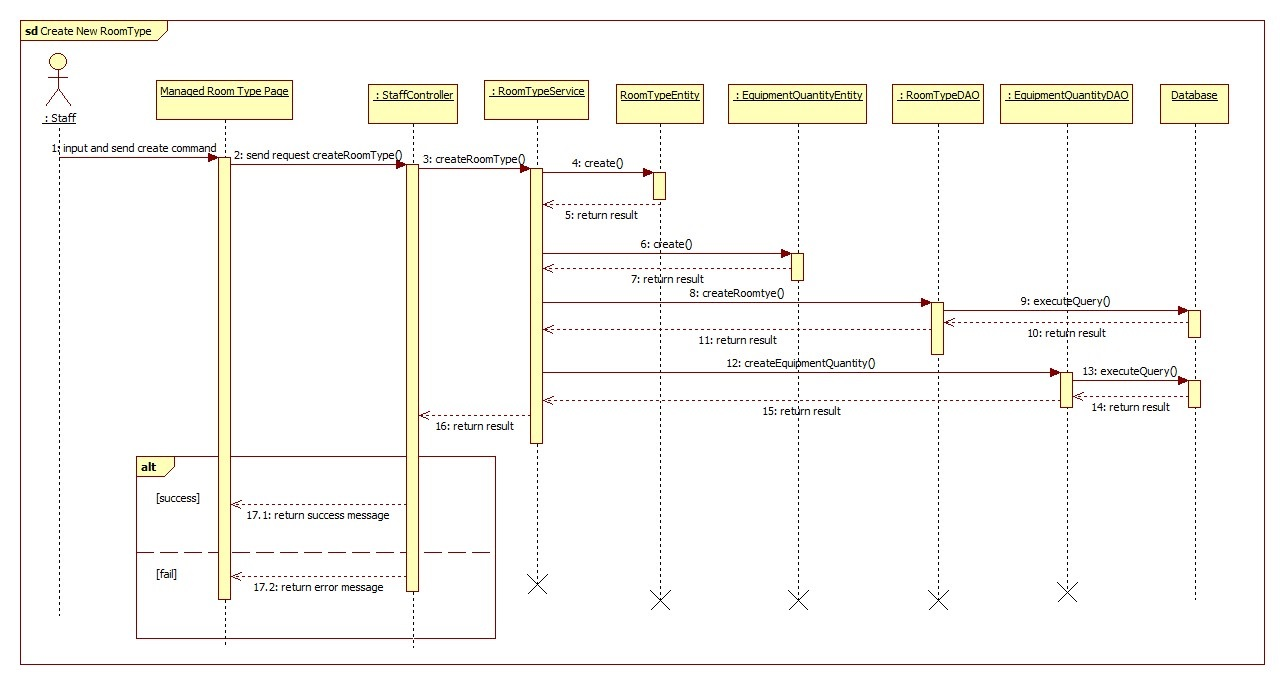 sd Create New RoomType
: Staff
Managed Room Type Page
: StaffController
: RoomTypeService
RoomTypeEntity
: EquipmentQuantityEntity
: RoomTypeDAO
: EquipmentQuantityDAO
Database
1: input and send create command
2: send request createRoomType()
3: createRoomType()
4: create()
5: return result
6: create()
7: return result
8: createRoomtye()
9: executeQuery()
10: return result
11: return result
12: createEquipmentQuantity()
13: executeQuery()
14: return result
15: return result
16: return result
alt
[success]
17.1: return success message
[fail]
17.2: return error message